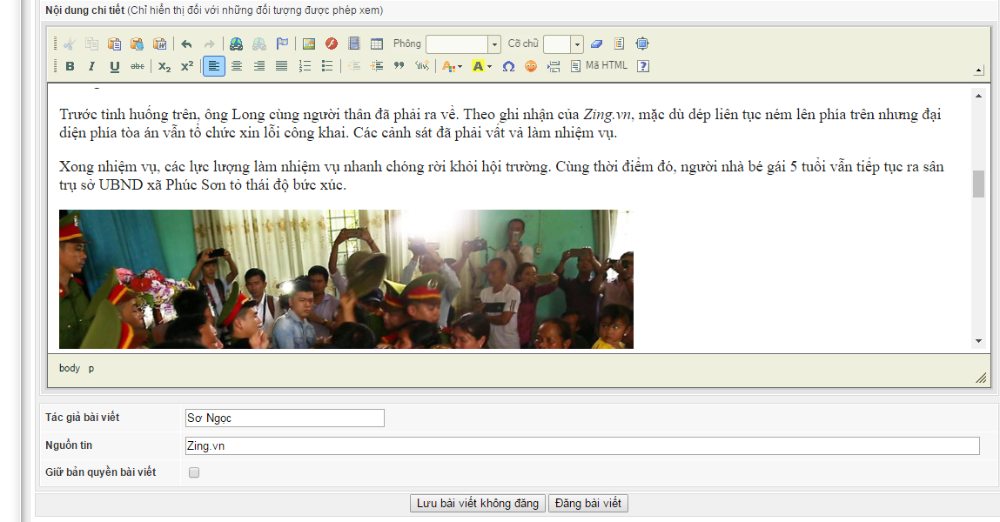 Nội dung chi tiết (Chỉ hiển thị đối với những đối tượng được phép xem)
Phông Cỡ chữ
B I U abc X₂ X² Mã HTML
Trước tình huống trên, ông Long cùng người thân đã phải ra về. Theo ghi nhận của Zing.vn, mặc dù dép liên tục ném lên phía trên nhưng đại
diện phía tòa án vẫn tổ chức xin lỗi công khai. Các cảnh sát đã phải vất vả làm nhiệm vụ.
Xong nhiệm vụ, các lực lượng làm nhiệm vụ nhanh chóng rời khỏi hội trường. Cùng thời điểm đó, người nhà bé gái 5 tuổi vẫn tiếp tục ra sân
trụ sở UBND xã Phúc Sơn tỏ thái độ bức xúc.
body p
Tác giả bài viết Sơ Ngọc
Nguồn tin Zing.vn
Giữ bản quyền bài viết
Lưu bài viết không đăng Đăng bài viết